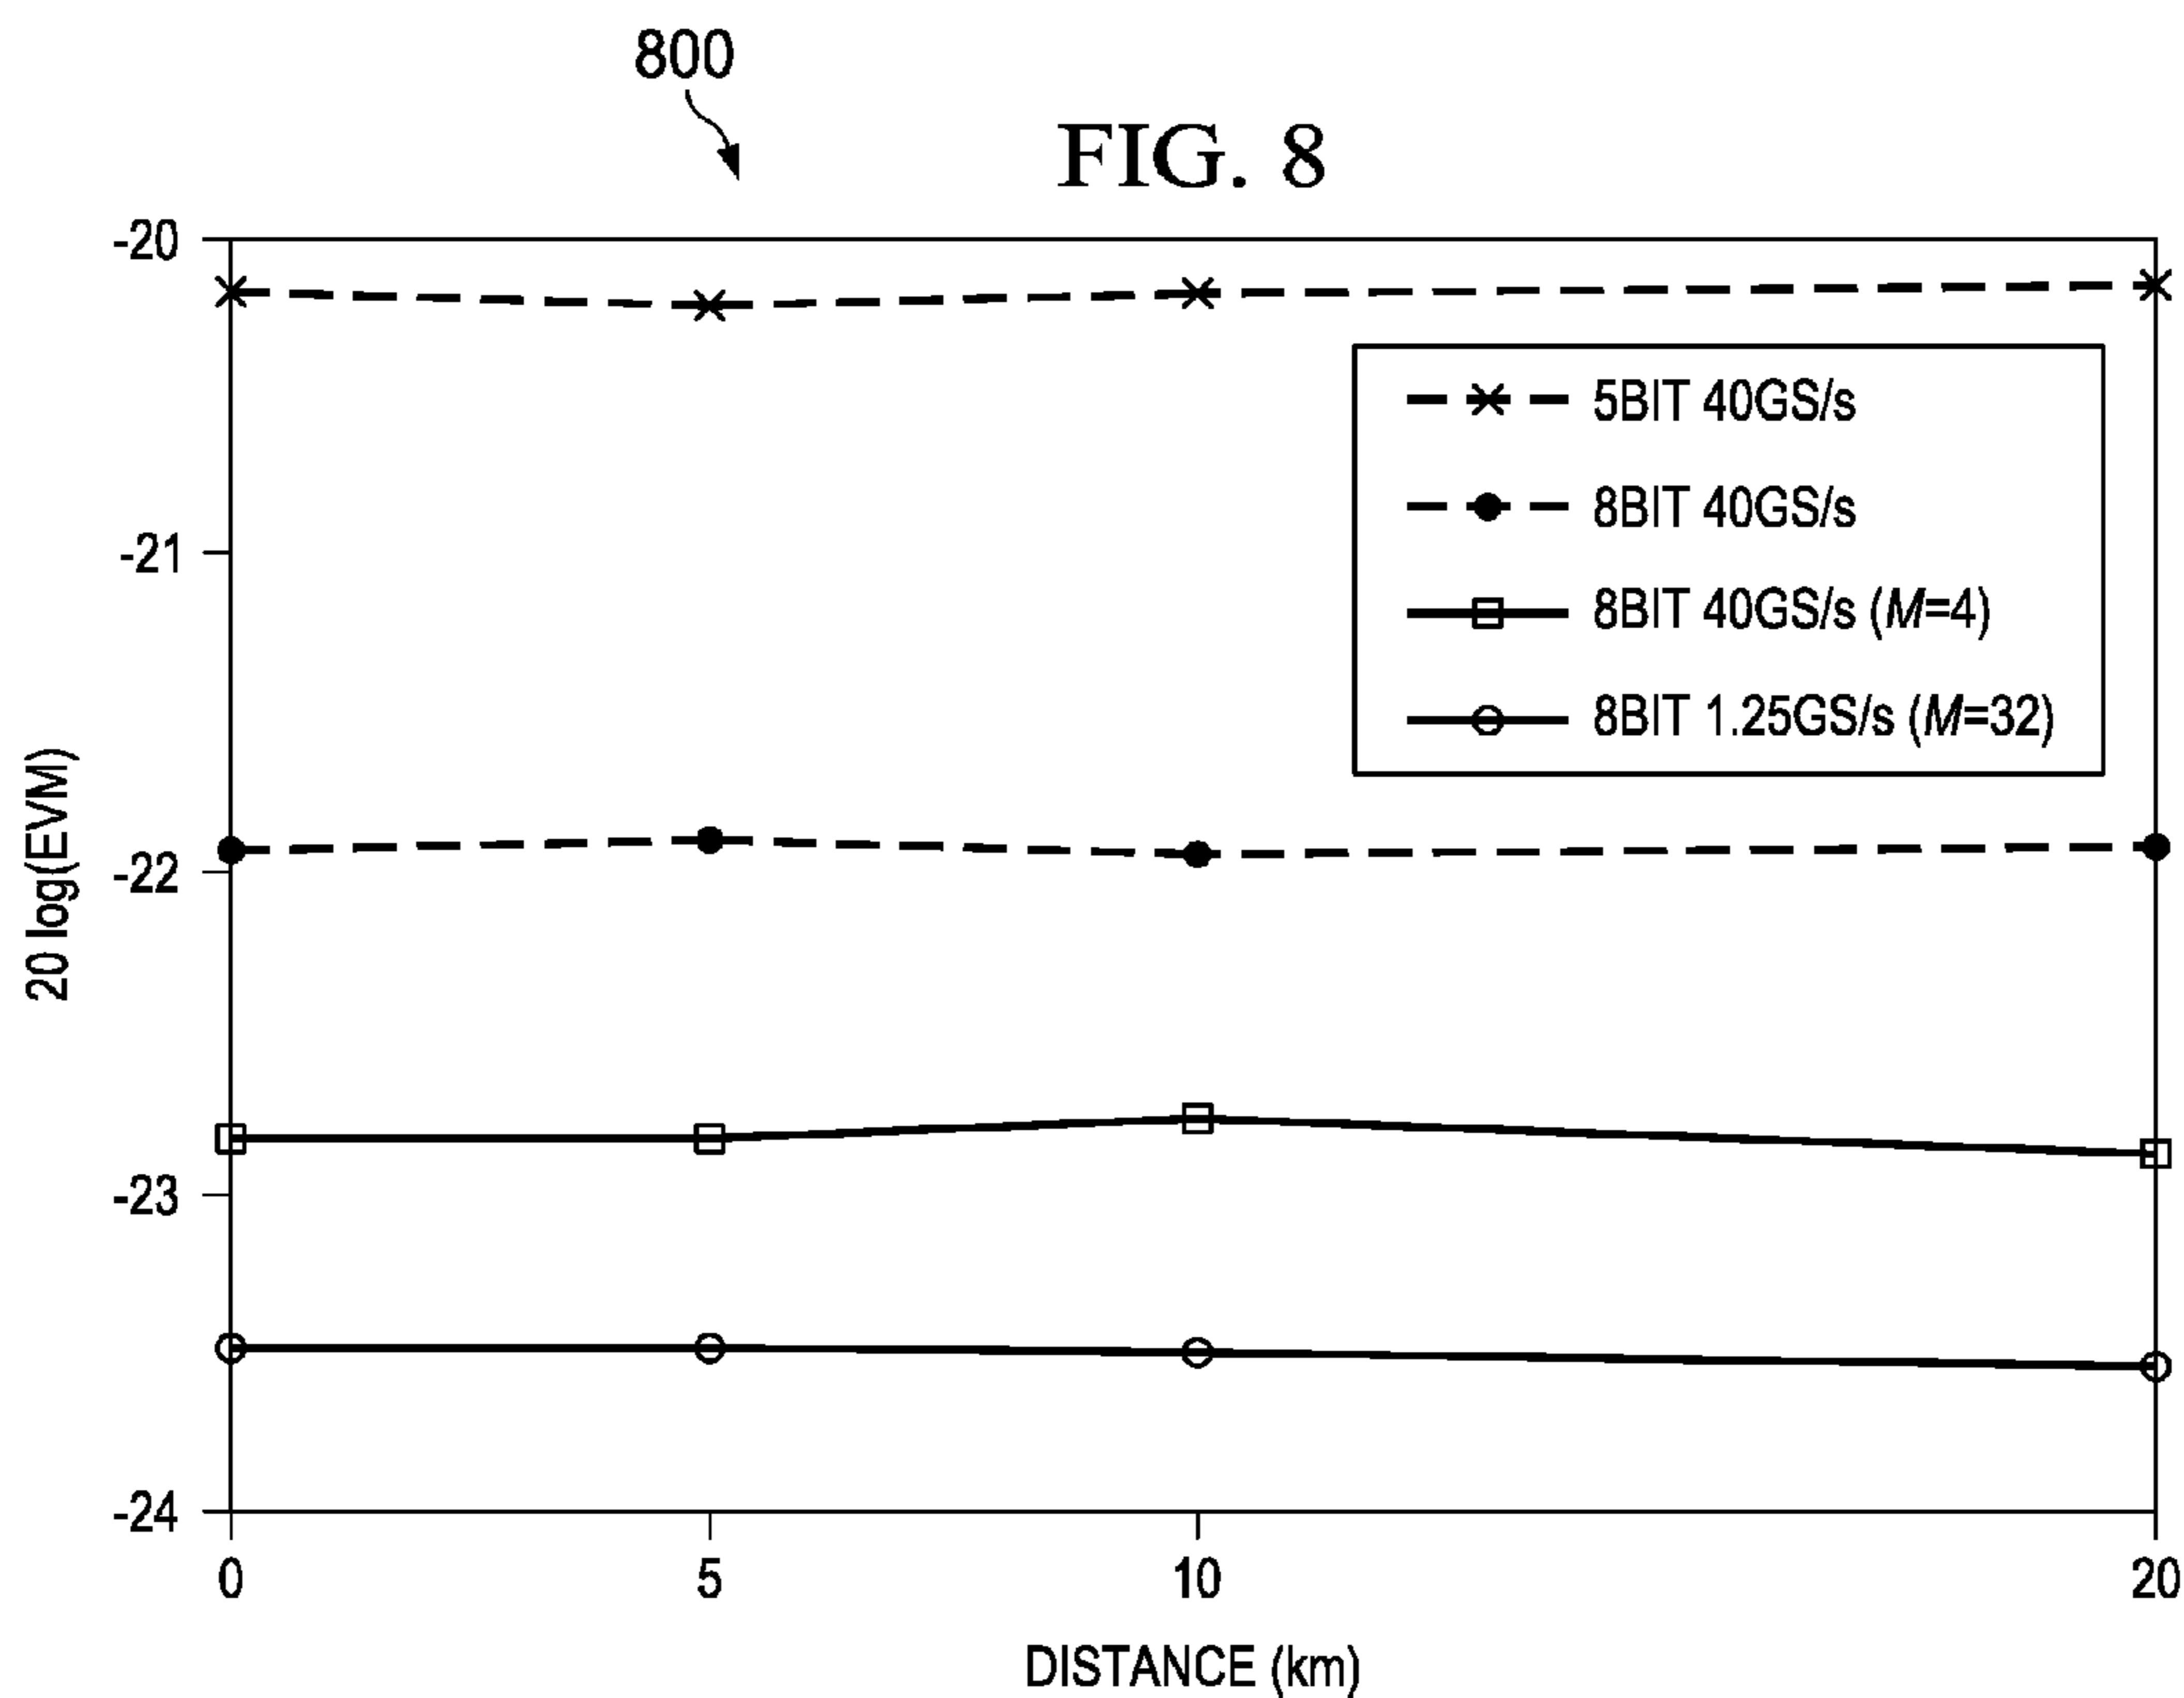 800
FIG. 8
-20
-21
-22
-23
-24
20 log(EVM)
5BIT 40GS/s
8BIT 40GS/s
8BIT 40GS/s (M=4)
8BIT 1.25GS/s (M=32)
0 5 10 20
DISTANCE (km)